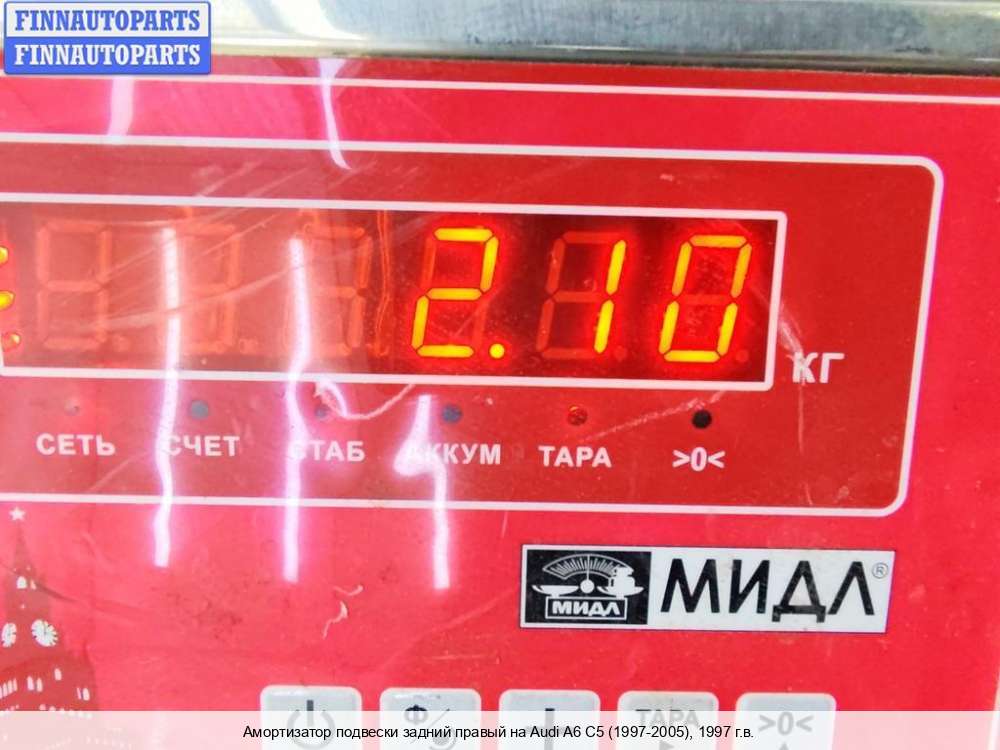 FINNAUTOPARTS
FINNAUTOPARTS
2.10
КГ
СЕТЬ СЧЕТ СТАБ АККУМ ТАРА >0<
МИДЛ МИДЛ®
ТАРА >0<
Амортизатор подвески задний правый на Audi A6 C5 (1997-2005), 1997 г.в.